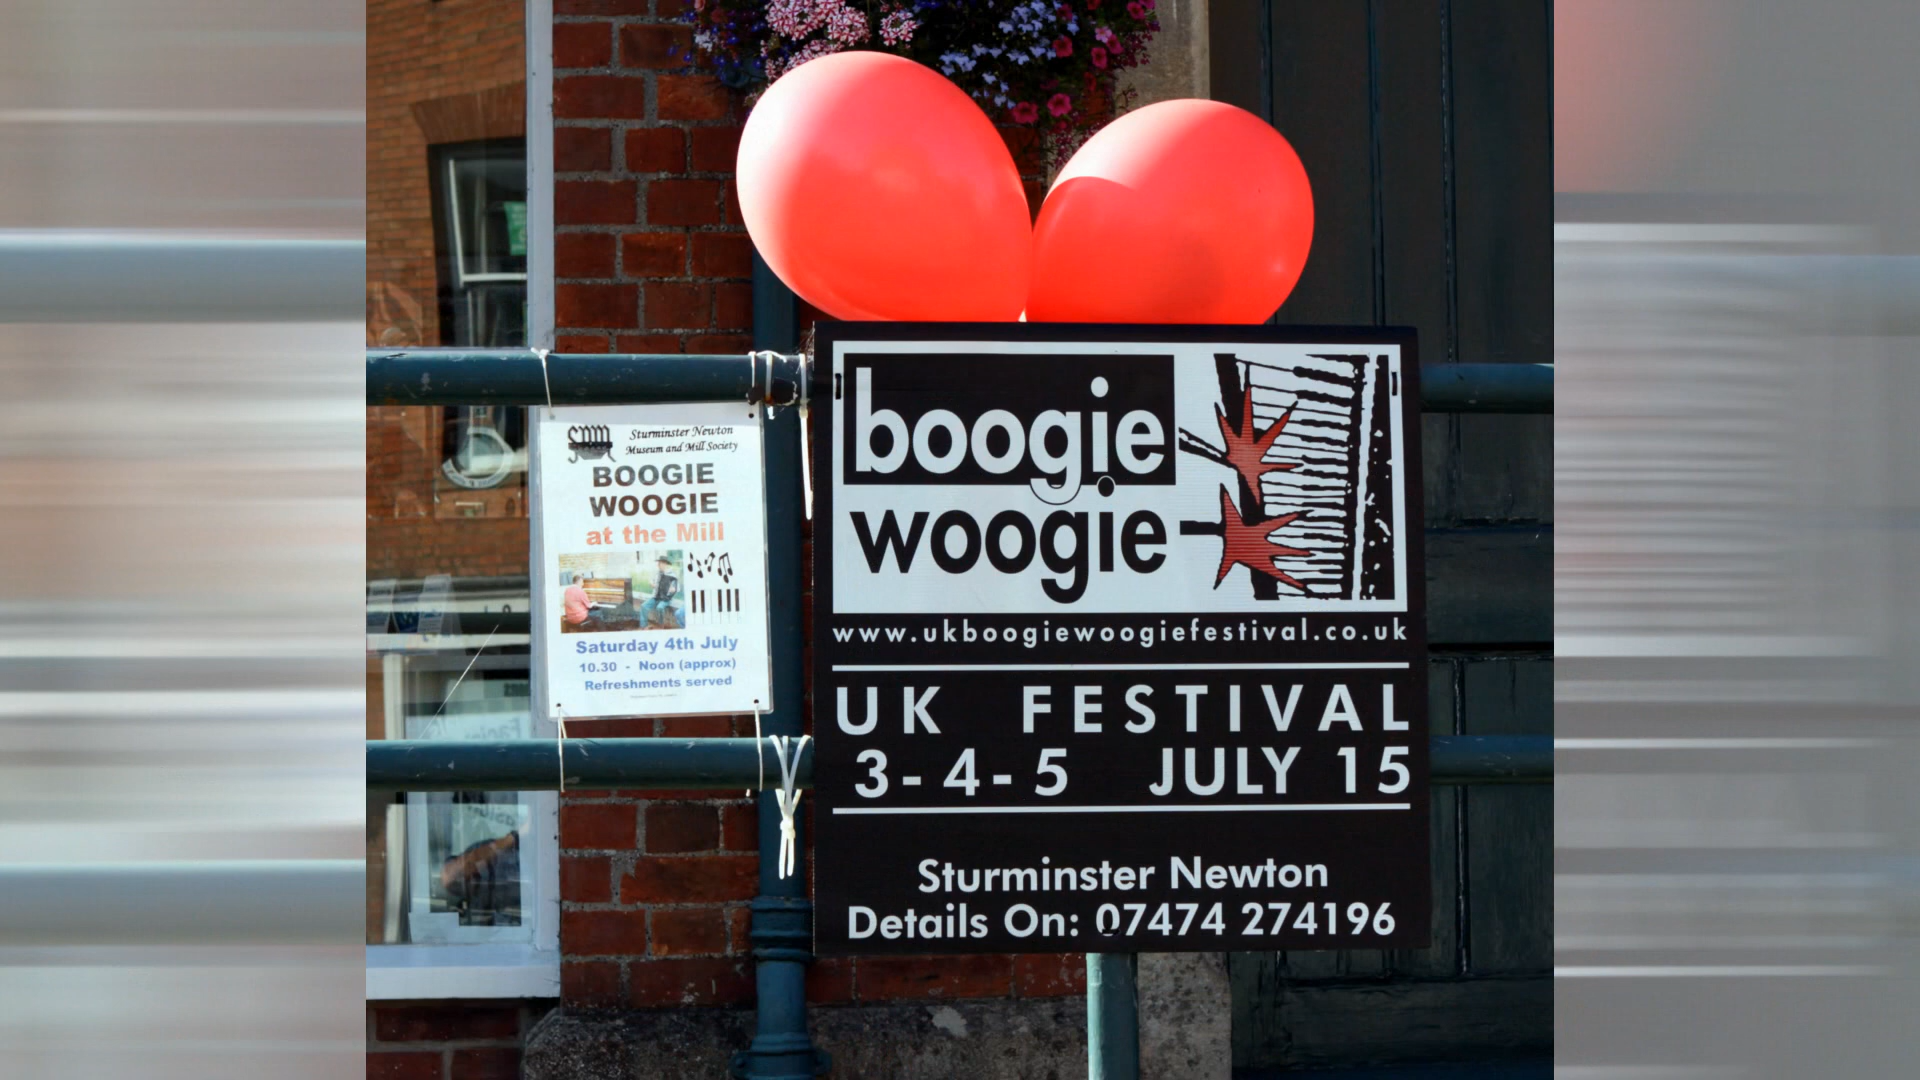 Sturminster Newton
Museum and Mill Society
BOOGIE
WOOGIE
at the Mill
Saturday 4th July
10.30 - Noon (approx)
Refreshments served
boogie
woogie
www.ukboogiewoogiefestival.co.uk
UK FESTIVAL
3-4-5 JULY 15
Sturminster Newton
Details On: 07474 274196